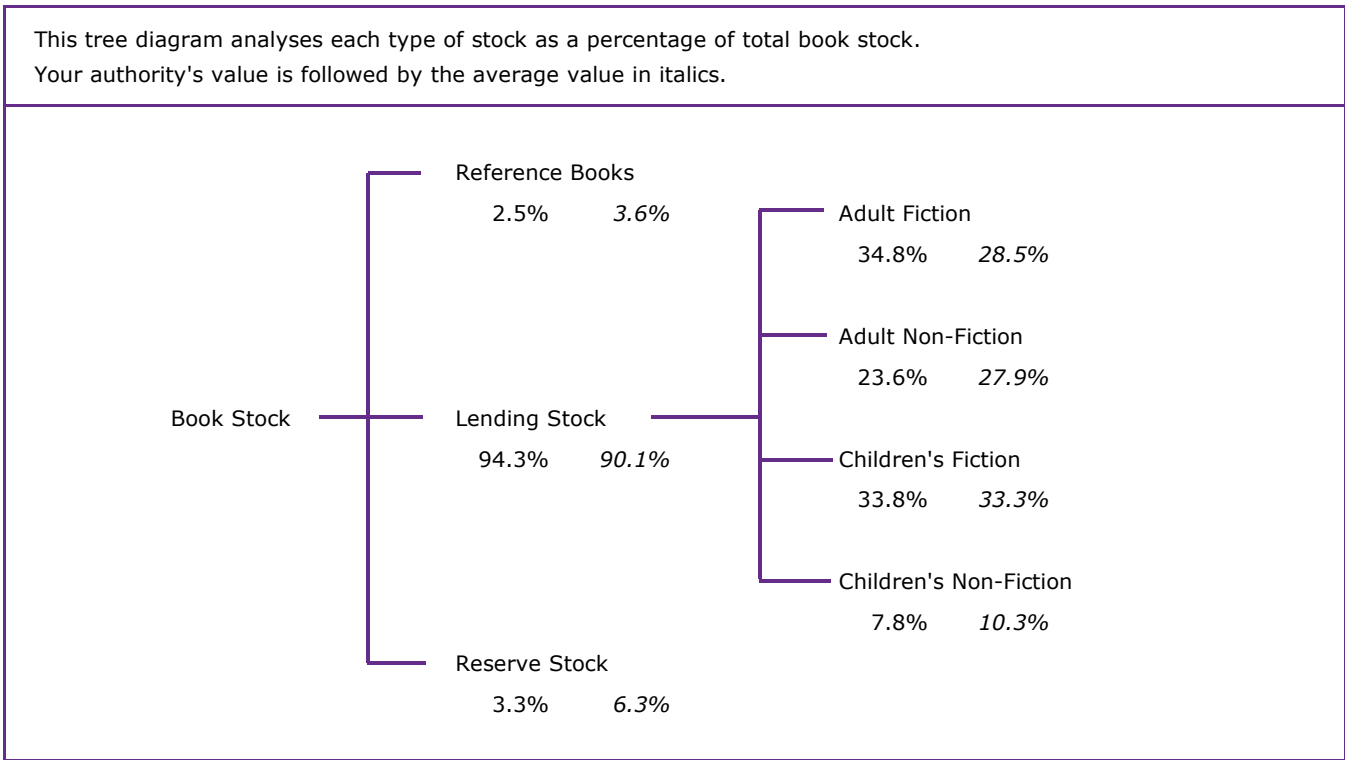 This tree diagram analyses each type of stock as a percentage of total book stock.
Your authority's value is followed by the average value in italics.
Reference Books
2.5% 3.6%
Adult Fiction
34.8% 28.5%
Adult Non-Fiction
23.6% 27.9%
Book Stock
Lending Stock
94.3% 90.1%
Children's Fiction
33.8% 33.3%
Children's Non-Fiction
7.8% 10.3%
Reserve Stock
3.3% 6.3%